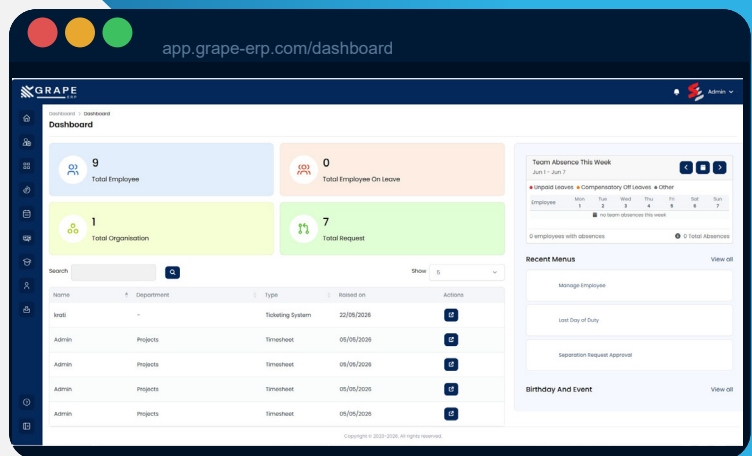 app.grape-erp.com/dashboard
GRAPE
ERP
Admin
Dashboard > Dashboard
Dashboard
9
Total Employee
0
Total Employee On Leave
1
Total Organisation
7
Total Request
Search
Show 5
Name Department Type Raised on Actions
krati - Ticketing System 22/05/2026
Admin Projects Timesheet 05/05/2026
Admin Projects Timesheet 05/05/2026
Admin Projects Timesheet 05/05/2026
Admin Projects Timesheet 05/05/2026
Team Absence This Week
Jun 1 - Jun 7
Unpaid Leaves Compensatory Off Leaves Other
Employee Mon Tue Wed Thu Fri Sat Sun
1 2 3 4 5 6 7
no team absences this week
0 employees with absences 0 Total Absences
Recent Menus View all
Manage Employee
Last Day of Duty
Separation Request Approval
Birthday And Event View all